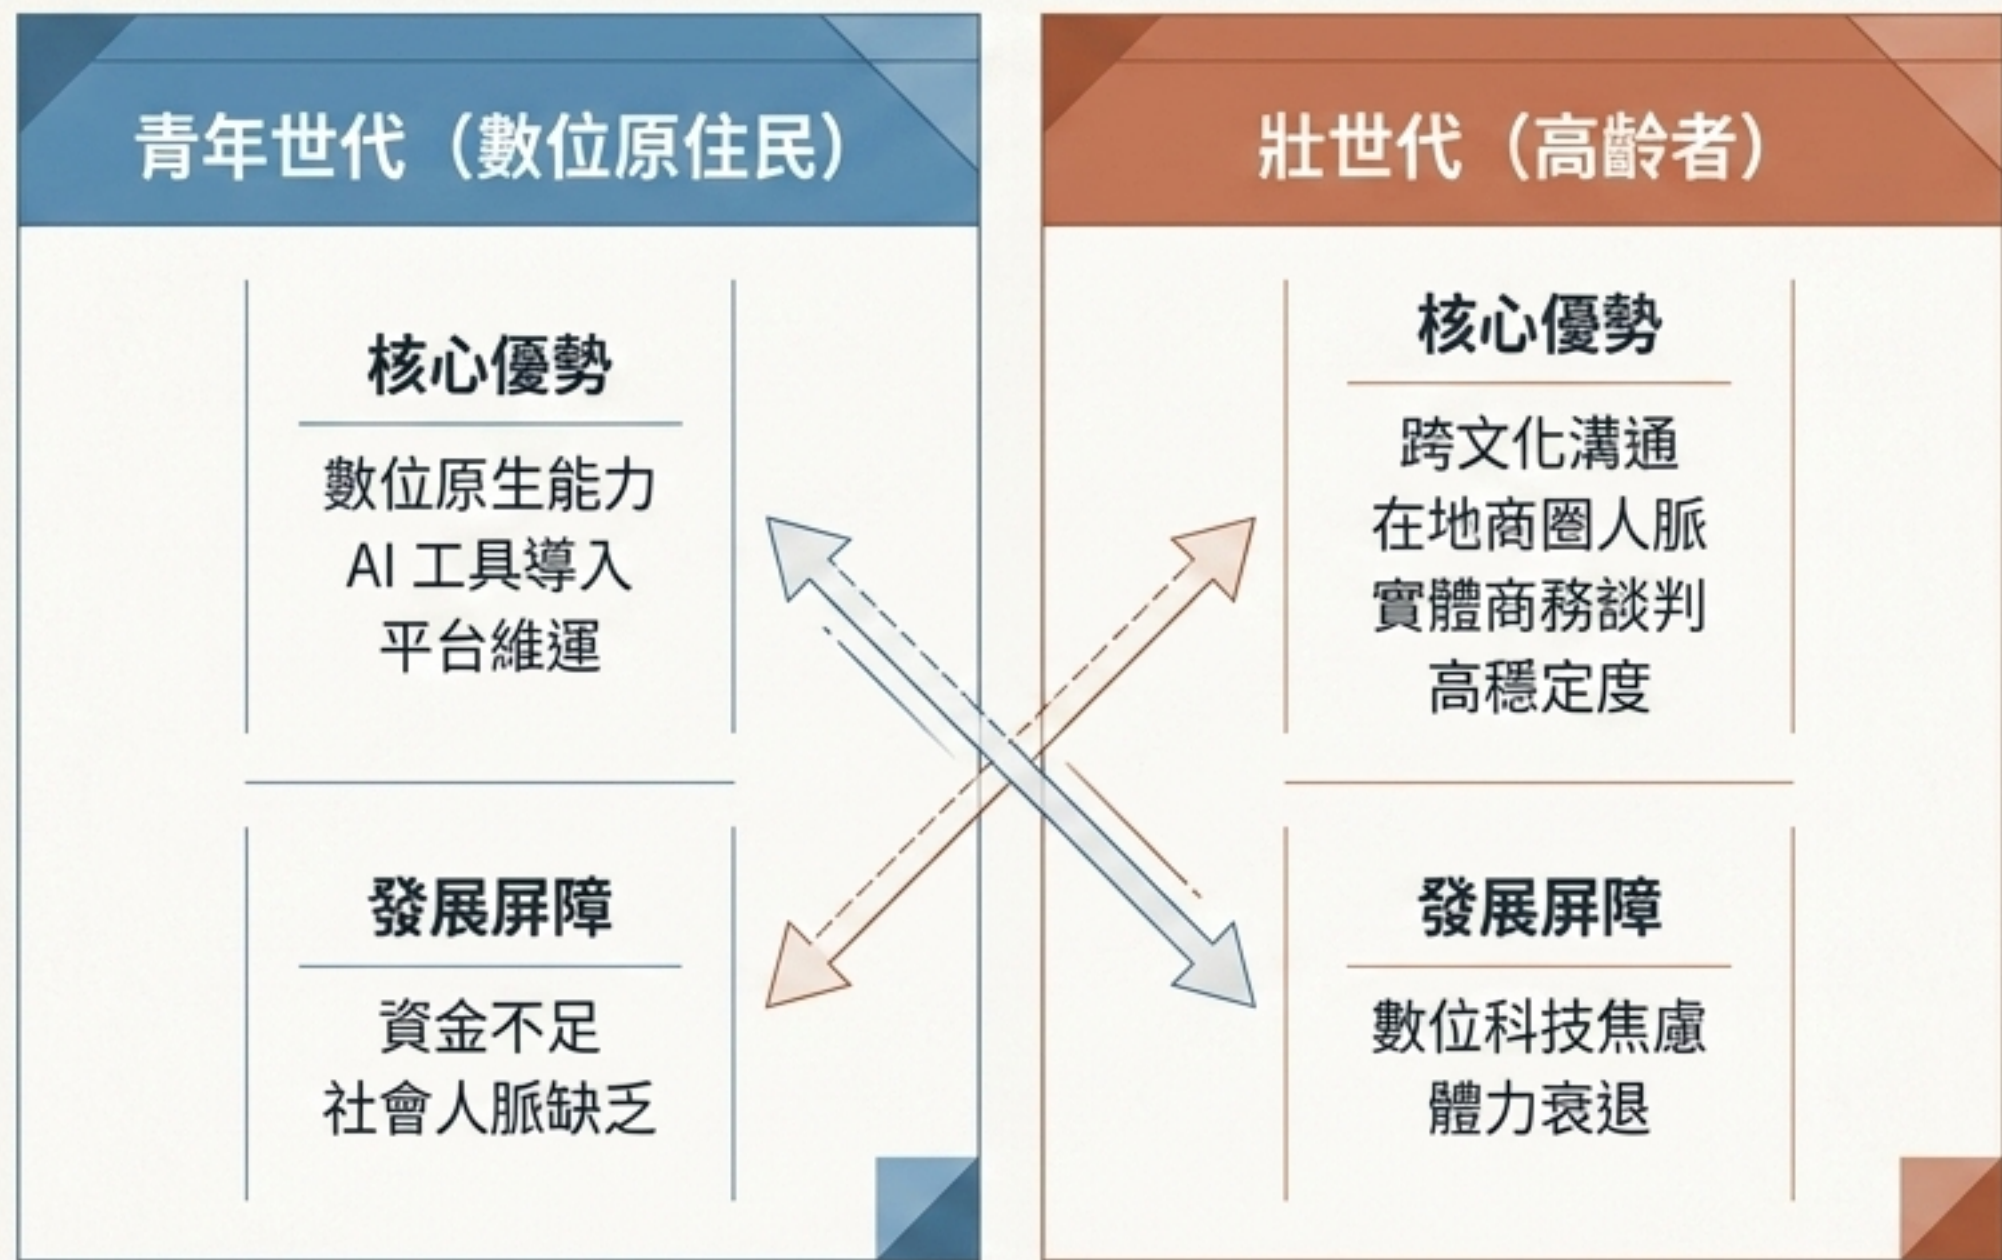 青年世代（數位原住民）
核心優勢
數位原生能力
AI 工具導入
平台維運
發展屏障
資金不足
社會人脈缺乏
壯世代（高齡者）
核心優勢
跨文化溝通
在地商圈人脈
實體商務談判
高穩定度
發展屏障
數位科技焦慮
體力衰退